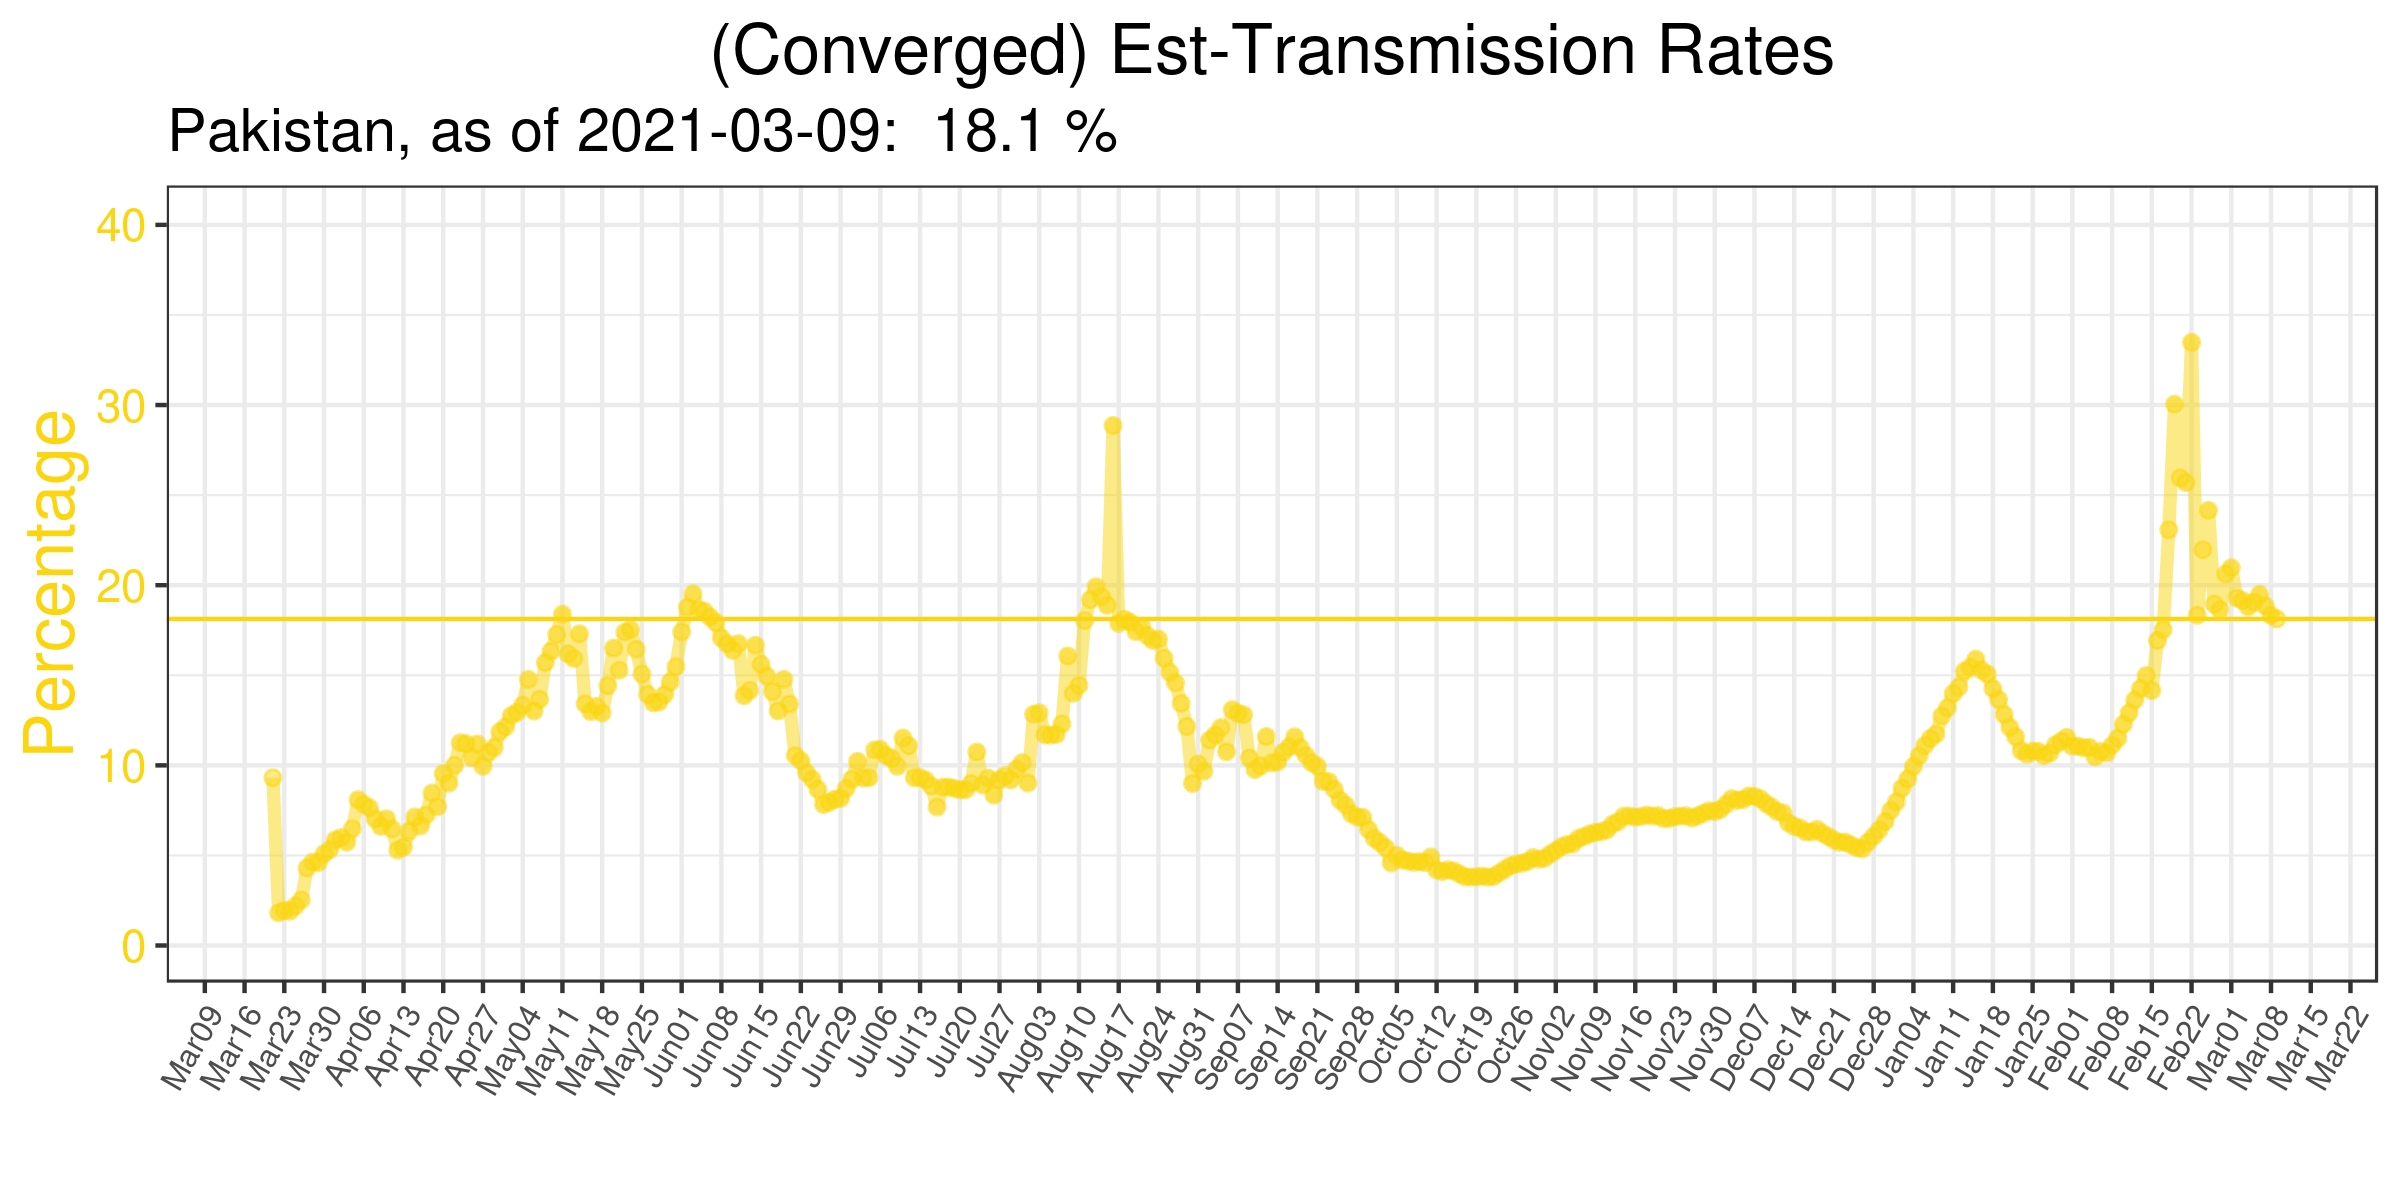 (Converged) Est-Transmission Rates
Pakistan, as of 2021-03-09:  18.1 %
Percentage
40
30
20
10
0
Mar09
Mar16
Mar23
Mar30
Apr06
Apr13
Apr20
Apr27
May04
May11
May18
May25
Jun01
Jun08
Jun15
Jun22
Jun29
Jul06
Jul13
Jul20
Jul27
Aug03
Aug10
Aug17
Aug24
Aug31
Sep07
Sep14
Sep21
Sep28
Oct05
Oct12
Oct19
Oct26
Nov02
Nov09
Nov16
Nov23
Nov30
Dec07
Dec14
Dec21
Dec28
Jan04
Jan11
Jan18
Jan25
Feb01
Feb08
Feb15
Feb22
Mar01
Mar08
Mar15
Mar22